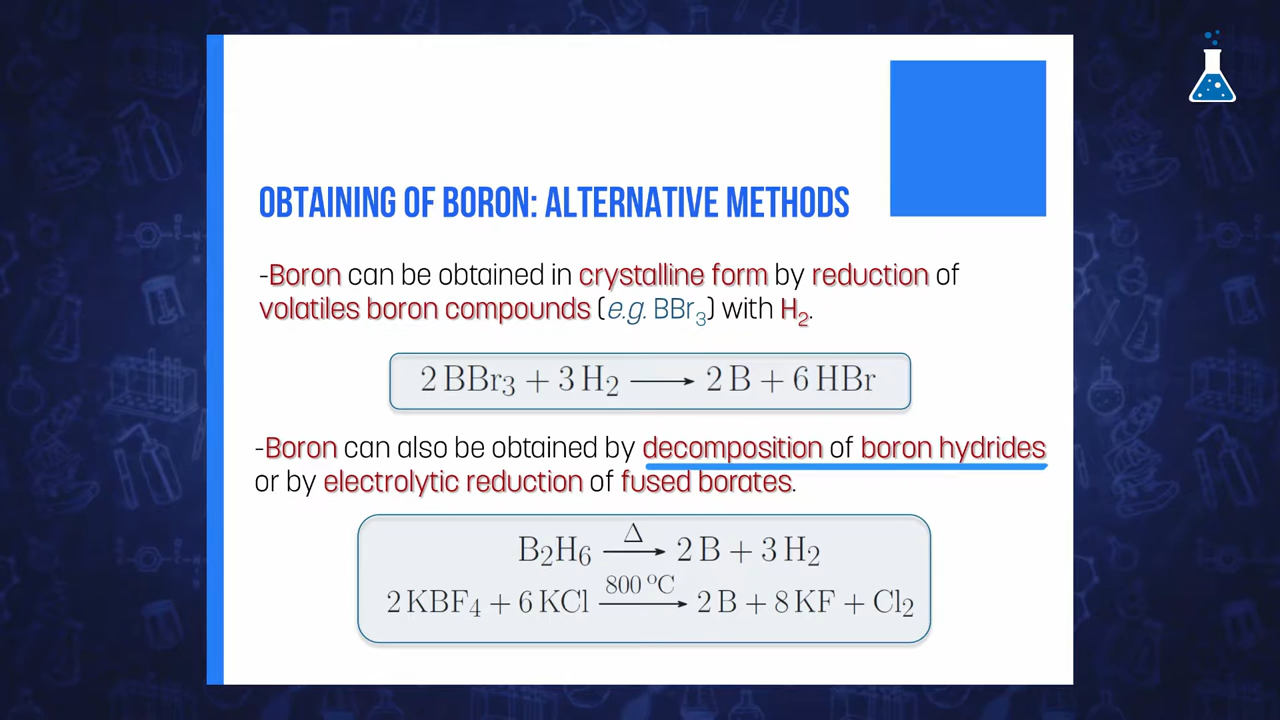 OBTAINING OF BORON: ALTERNATIVE METHODS
-Boron can be obtained in crystalline form by reduction of
volatiles boron compounds (e.g. BBr₃) with H₂.
2 BBr₃ + 3 H₂ ⟶ 2 B + 6 HBr
-Boron can also be obtained by decomposition of boron hydrides
or by electrolytic reduction of fused borates.
B₂H₆ —Δ→ 2 B + 3 H₂
2 KBF₄ + 6 KCl —800 ºC→ 2 B + 8 KF + Cl₂